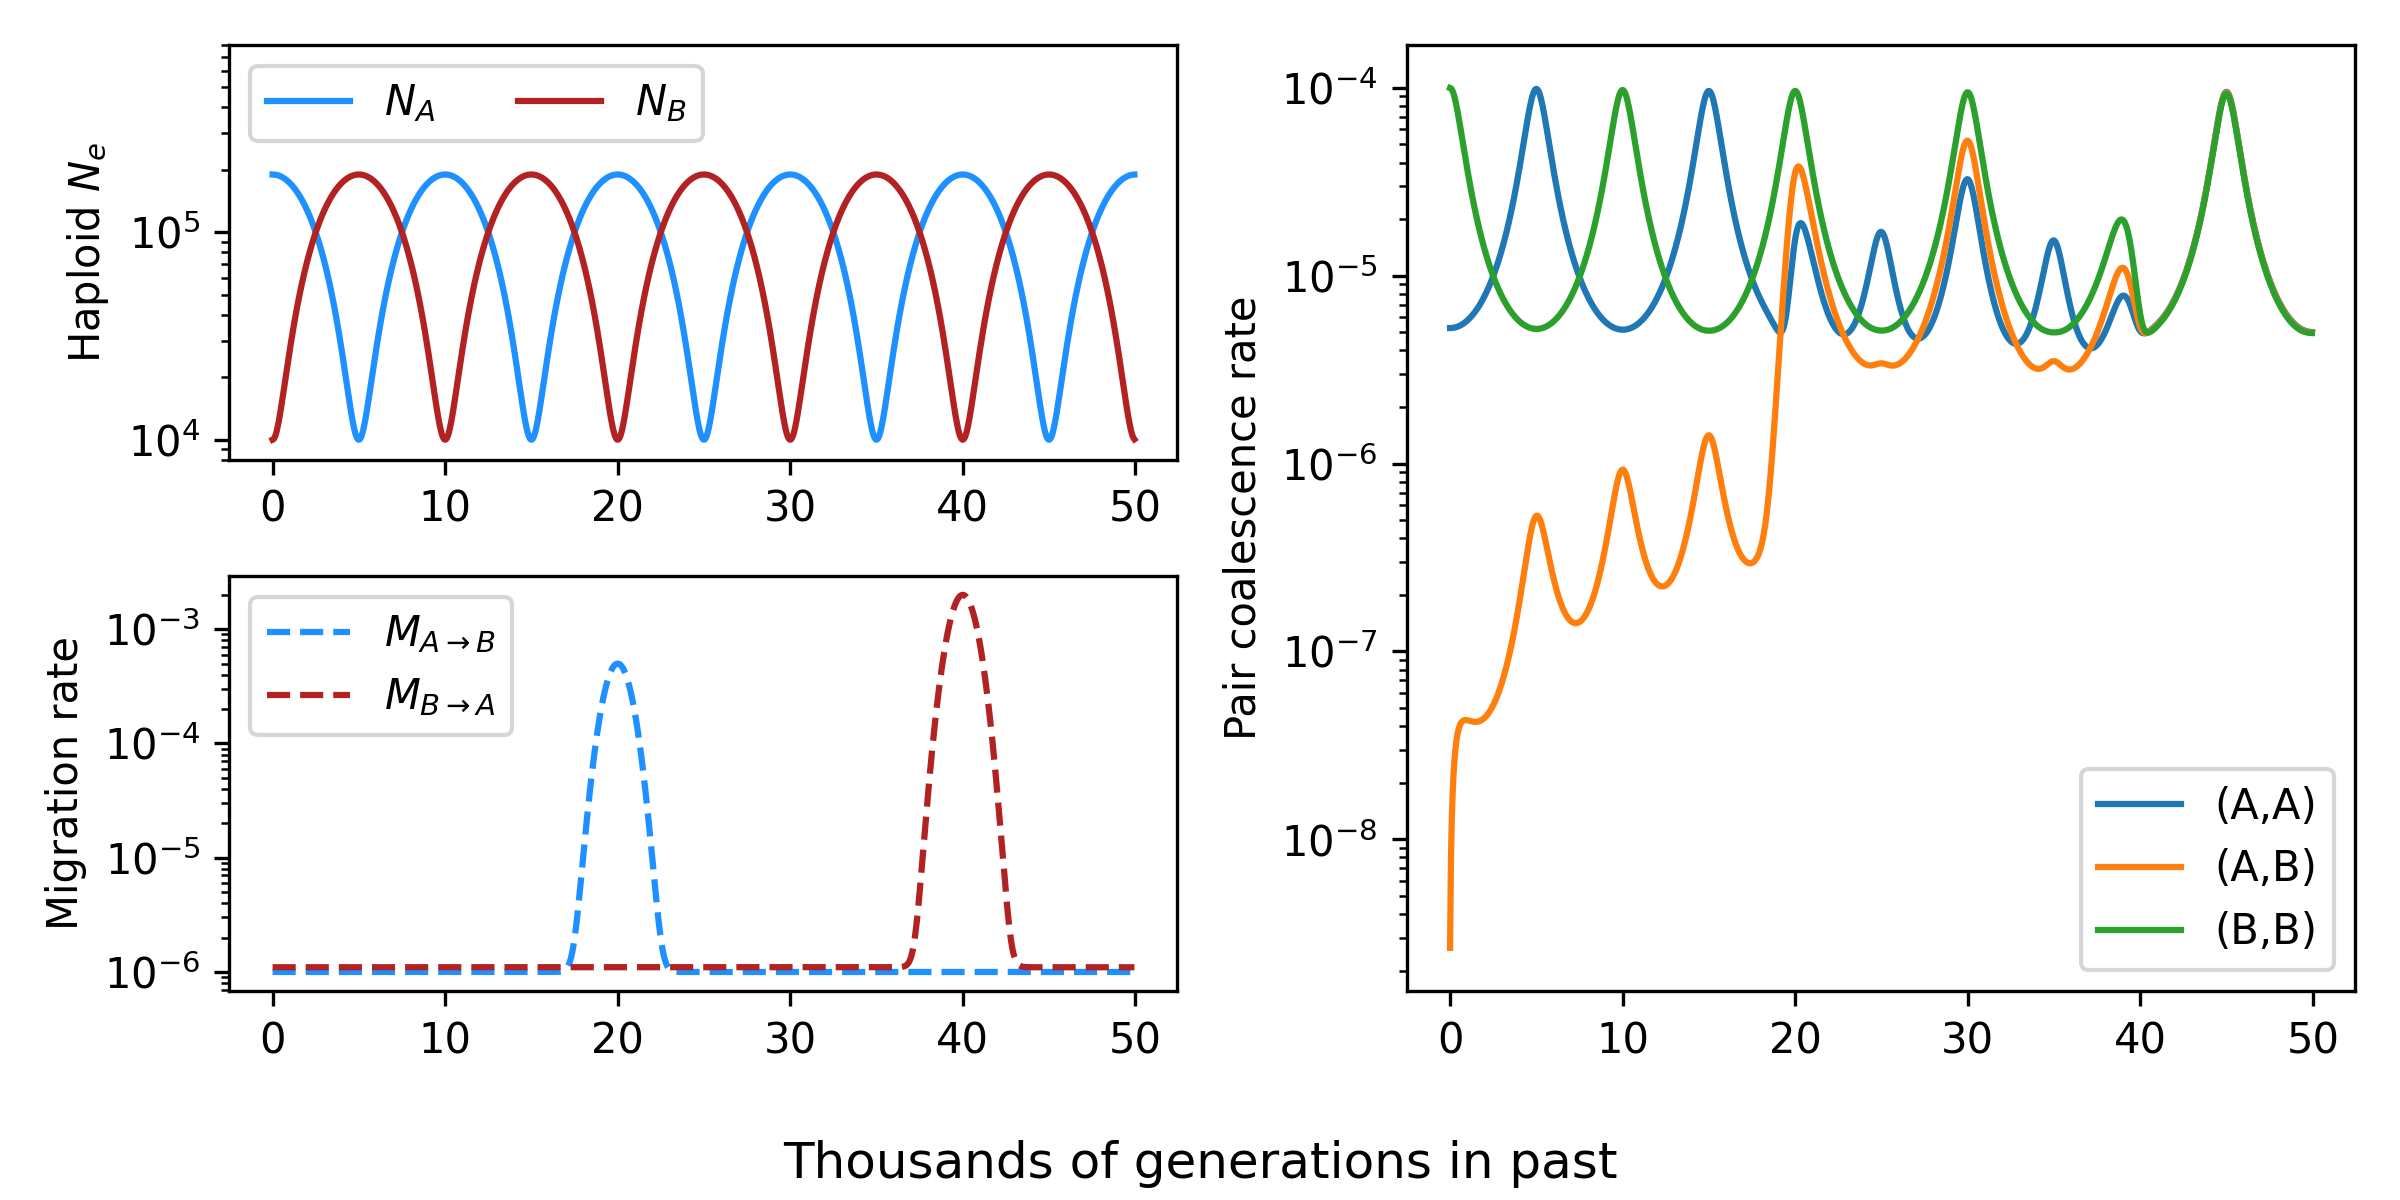 Haploid N_e
N_A N_B
10^5
10^4
0 10 20 30 40 50
Migration rate
M_{A→B}
M_{B→A}
10^{-3}
10^{-4}
10^{-5}
10^{-6}
0 10 20 30 40 50
Pair coalescence rate
10^{-4}
10^{-5}
10^{-6}
10^{-7}
10^{-8}
(A,A)
(A,B)
(B,B)
0 10 20 30 40 50
Thousands of generations in past